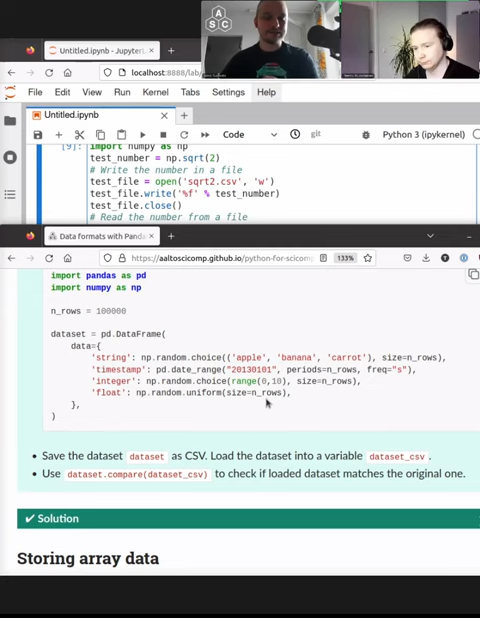 A
S C
Untitled.ipynb - Jupyter
localhost:8888/lab/
File Edit View Run Kernel Tabs Settings Help
Untitled.ipynb
Code
git
Python 3 (ipykernel)
[9]:
import numpy as np
test_number = np.sqrt(2)
# Write the number in a file
test_file = open('sqrt2.csv', 'w')
test_file.write('%f' % test_number)
test_file.close()
# Read the number from a file
Data formats with Panda
https://aaltoscicomp.github.io/python-for-scicomp
133%
import pandas as pd
import numpy as np
n_rows = 100000
dataset = pd.DataFrame(
data={
'string': np.random.choice(('apple', 'banana', 'carrot'), size=n_rows),
'timestamp': pd.date_range("20130101", periods=n_rows, freq="s"),
'integer': np.random.choice(range(0,10), size=n_rows),
'float': np.random.uniform(size=n_rows),
},
)
• Save the dataset dataset as CSV. Load the dataset into a variable dataset_csv .
• Use dataset.compare(dataset_csv) to check if loaded dataset matches the original one.
✔ Solution
Storing array data